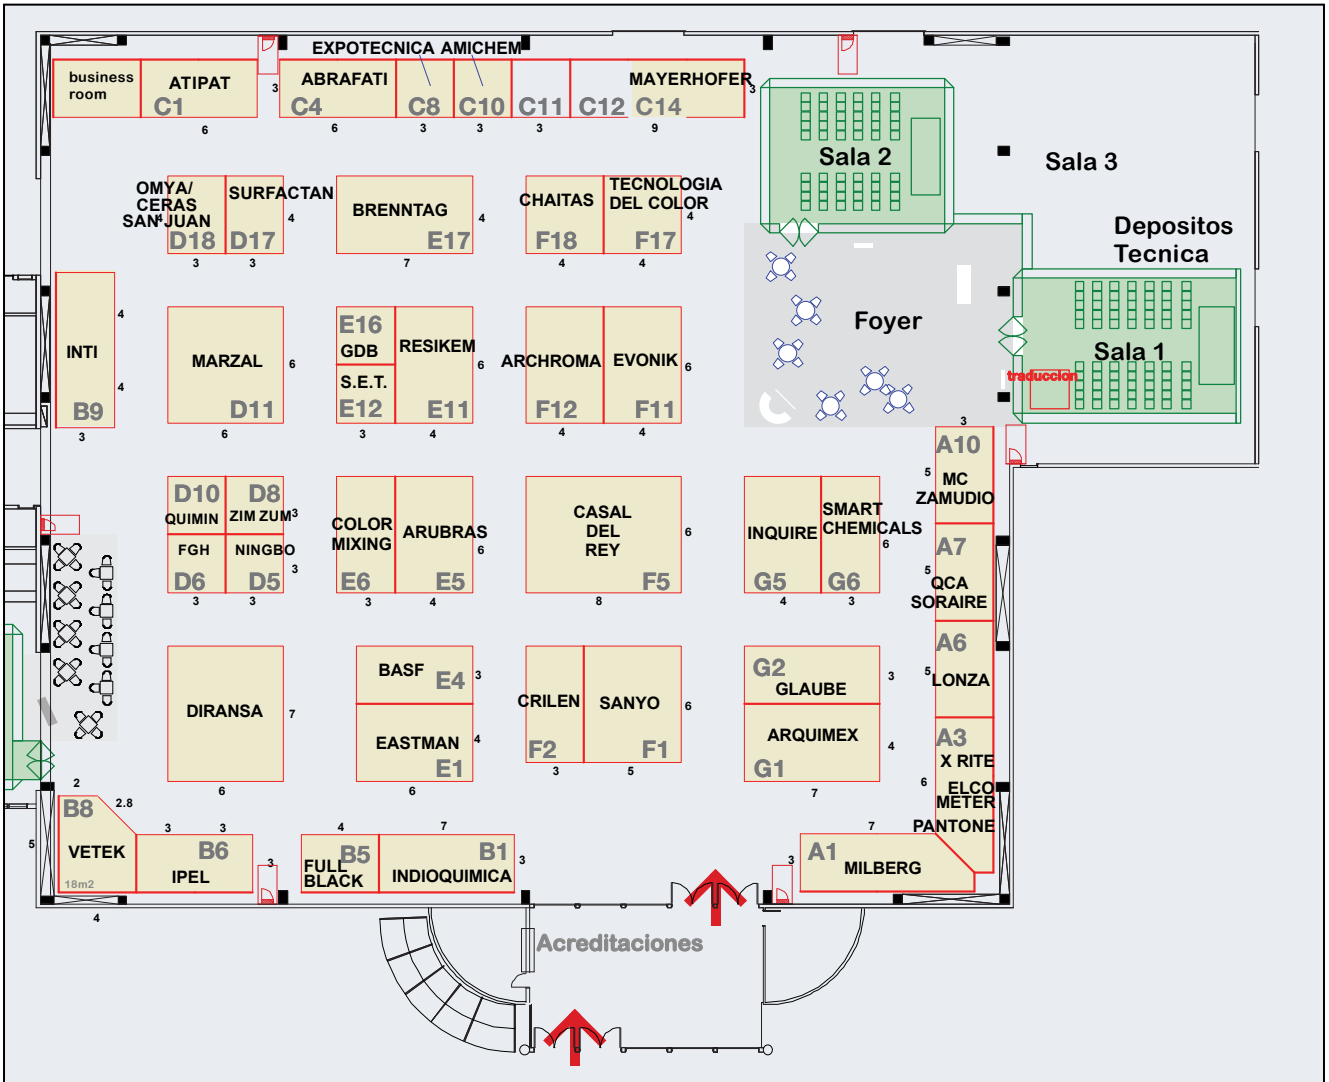 EXPOTECNICA AMICHEM
business
room
ATIPAT
C1
3
6
ABRAFATI
C4
6
C8
3
C10
3
C11
3
C12
MAYERHOFER
C14
9
3
Sala 2
Sala 3
Depositos
Tecnica
OMYA/
CERAS
SAN JUAN
4
D18
3
SURFACTAN
4
D17
3
BRENNTAG
4
E17
7
CHAITAS
F18
4
TECNOLOGIA
DEL COLOR
4
F17
4
Foyer
Sala 1
traduccion
4
INTI
4
B9
3
MARZAL
6
D11
6
E16
GDB
S.E.T.
E12
3
RESIKEM
6
E11
4
ARCHROMA
F12
4
EVONIK
6
F11
4
D10
QUIMIN
D8
ZIM ZUM
3
FGH
D6
3
NINGBO
3
D5
3
COLOR
MIXING
E6
3
ARUBRAS
6
E5
4
CASAL
DEL
REY
6
F5
8
INQUIRE
G5
4
SMART
CHEMICALS
6
G6
3
3
A10
5
MC
ZAMUDIO
A7
5
QCA
SORAIRE
A6
5
LONZA
A3
X RITE
6
ELCO
METER
PANTONE
DIRANSA
7
6
BASF
3
E4
EASTMAN
4
E1
6
CRILEN
F2
3
SANYO
6
F1
5
G2
3
GLAUBE
ARQUIMEX
4
G1
7
2
B8
2.8
5
VETEK
18m2
4
3
3
B6
IPEL
3
4
B5
FULL
BLACK
7
B1
3
INDIOQUIMICA
7
3
A1
MILBERG
Acreditaciones